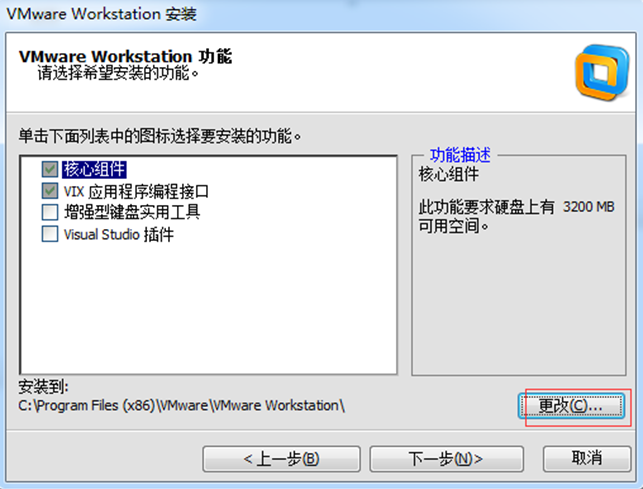 VMware Workstation 安装
VMware Workstation 功能
请选择希望安装的功能。
单击下面列表中的图标选择要安装的功能。
核心组件
VIX 应用程序编程接口
增强型键盘实用工具
Visual Studio 插件
功能描述
核心组件
此功能要求硬盘上有 3200 MB
可用空间。
安装到:
C:\Program Files (x86)\VMware\VMware Workstation\
更改(C)...
< 上一步(B)
下一步(N)>
取消